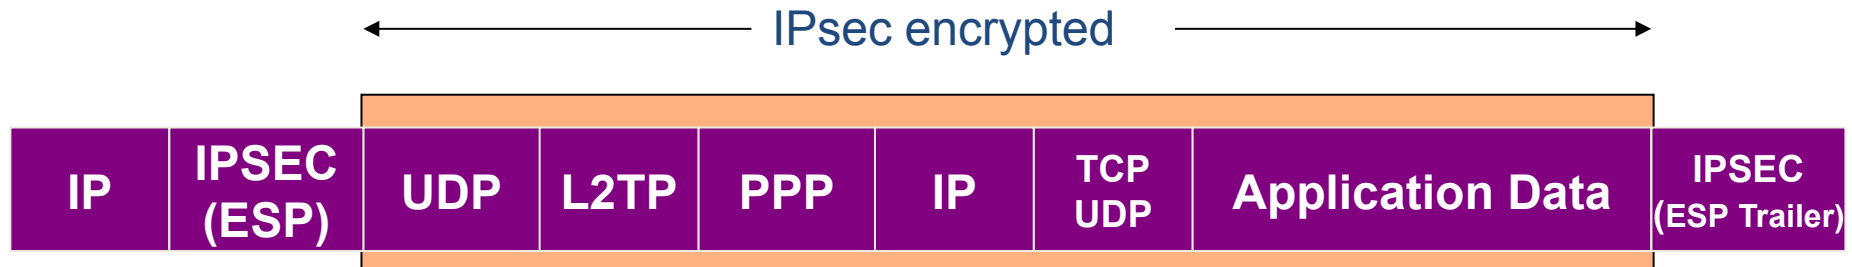 IPsec encrypted
IP
IPSEC
(ESP)
UDP
L2TP
PPP
IP
TCP
UDP
Application Data
IPSEC
(ESP Trailer)